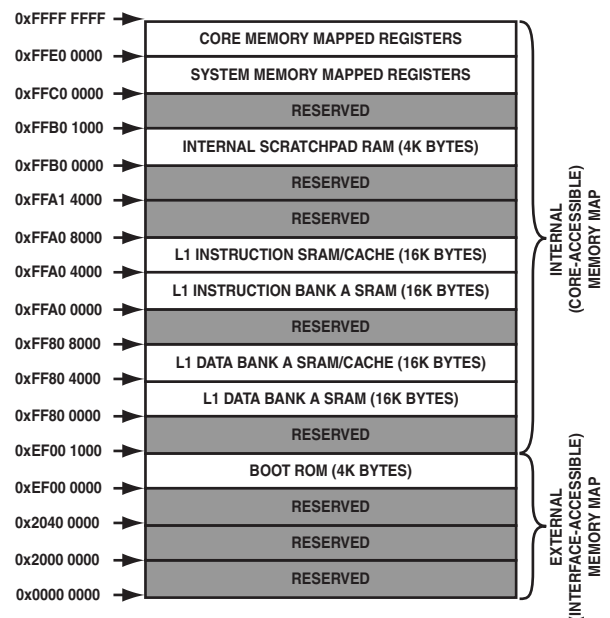 0xFFFF FFFF
CORE MEMORY MAPPED REGISTERS
0xFFE0 0000
SYSTEM MEMORY MAPPED REGISTERS
0xFFC0 0000
RESERVED
0xFFB0 1000
INTERNAL SCRATCHPAD RAM (4K BYTES)
0xFFB0 0000
RESERVED
0xFFA1 4000
RESERVED
0xFFA0 8000
L1 INSTRUCTION SRAM/CACHE (16K BYTES)
0xFFA0 4000
L1 INSTRUCTION BANK A SRAM (16K BYTES)
0xFFA0 0000
RESERVED
0xFF80 8000
L1 DATA BANK A SRAM/CACHE (16K BYTES)
0xFF80 4000
L1 DATA BANK A SRAM (16K BYTES)
0xFF80 0000
RESERVED
0xEF00 1000
BOOT ROM (4K BYTES)
0xEF00 0000
RESERVED
0x2040 0000
RESERVED
0x2000 0000
RESERVED
0x0000 0000
INTERNAL
(CORE-ACCESSIBLE)
MEMORY MAP
EXTERNAL
(INTERFACE-ACCESSIBLE)
MEMORY MAP